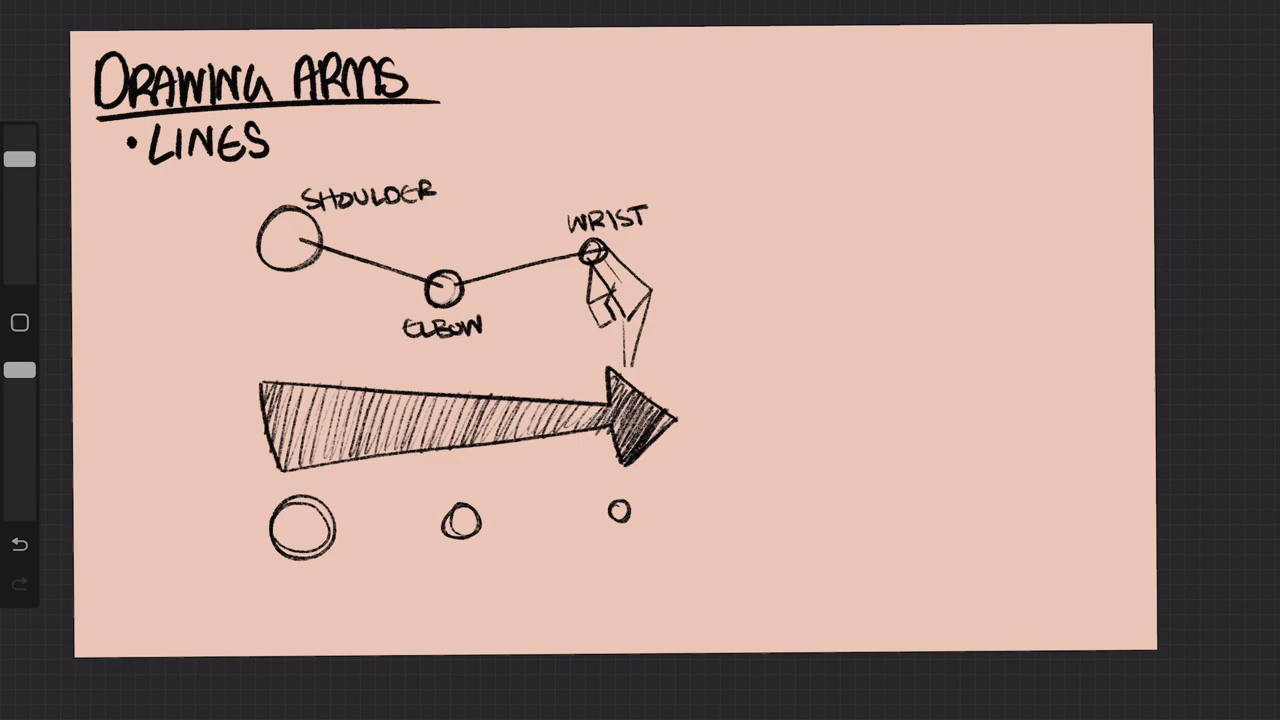 DRAWING ARMS
• LINES
SHOULDER
WRIST
ELBOW